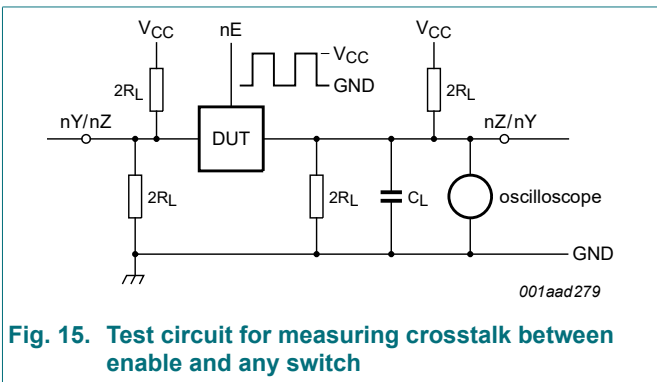 VCC nE VCC
VCC
GND
2RL 2RL
nY/nZ nZ/nY
DUT
2RL 2RL CL oscilloscope
GND
001aad279
Fig. 15. Test circuit for measuring crosstalk between
enable and any switch